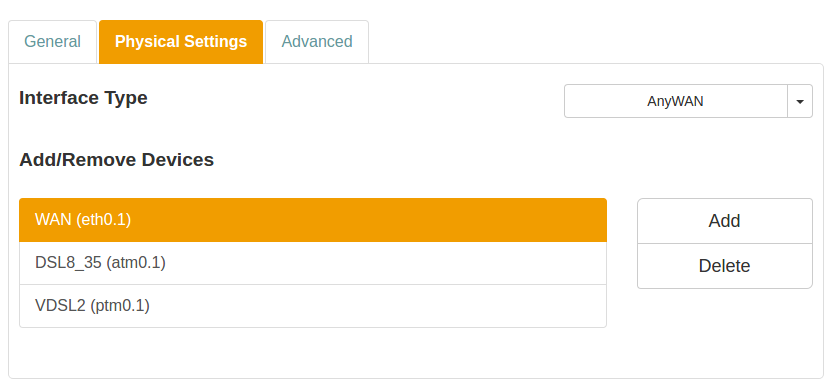 General
Physical Settings
Advanced
Interface Type
AnyWAN
Add/Remove Devices
WAN (eth0.1)
DSL8_35 (atm0.1)
VDSL2 (ptm0.1)
Add
Delete